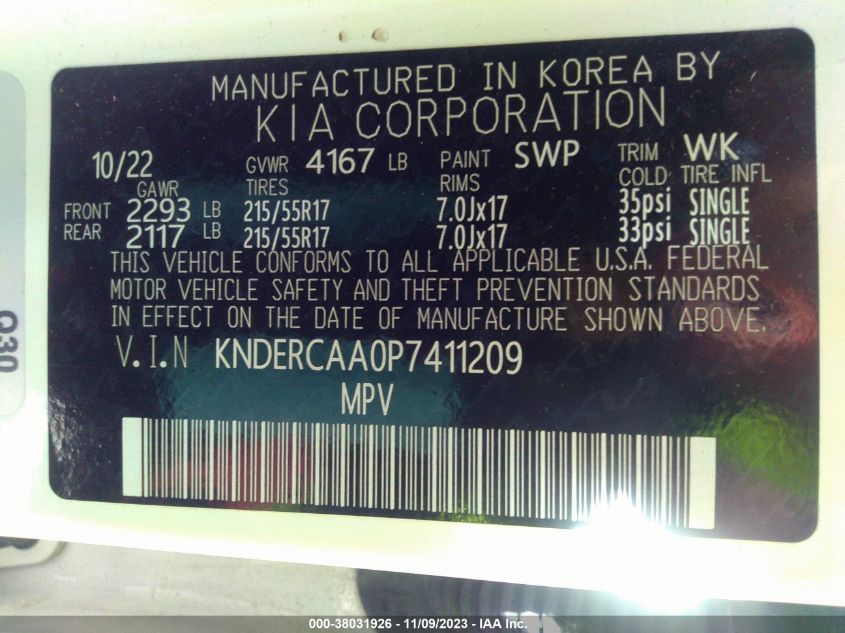 MANUFACTURED IN KOREA BY
KIA CORPORATION
10/22 GVWR 4167 LB PAINT SWP TRIM WK
GAWR TIRES RIMS COLD TIRE INFL
FRONT 2293 LB 215/55R17 7.0Jx17 35psi SINGLE
REAR 2117 LB 215/55R17 7.0Jx17 33psi SINGLE
THIS VEHICLE CONFORMS TO ALL APPLICABLE U.S.A. FEDERAL
MOTOR VEHICLE SAFETY AND THEFT PREVENTION STANDARDS
IN EFFECT ON THE DATE OF MANUFACTURE SHOWN ABOVE.
V.I.N KNDERCAA0P7411209
MPV
Q30
000-38031926 - 11/09/2023 - IAA Inc.